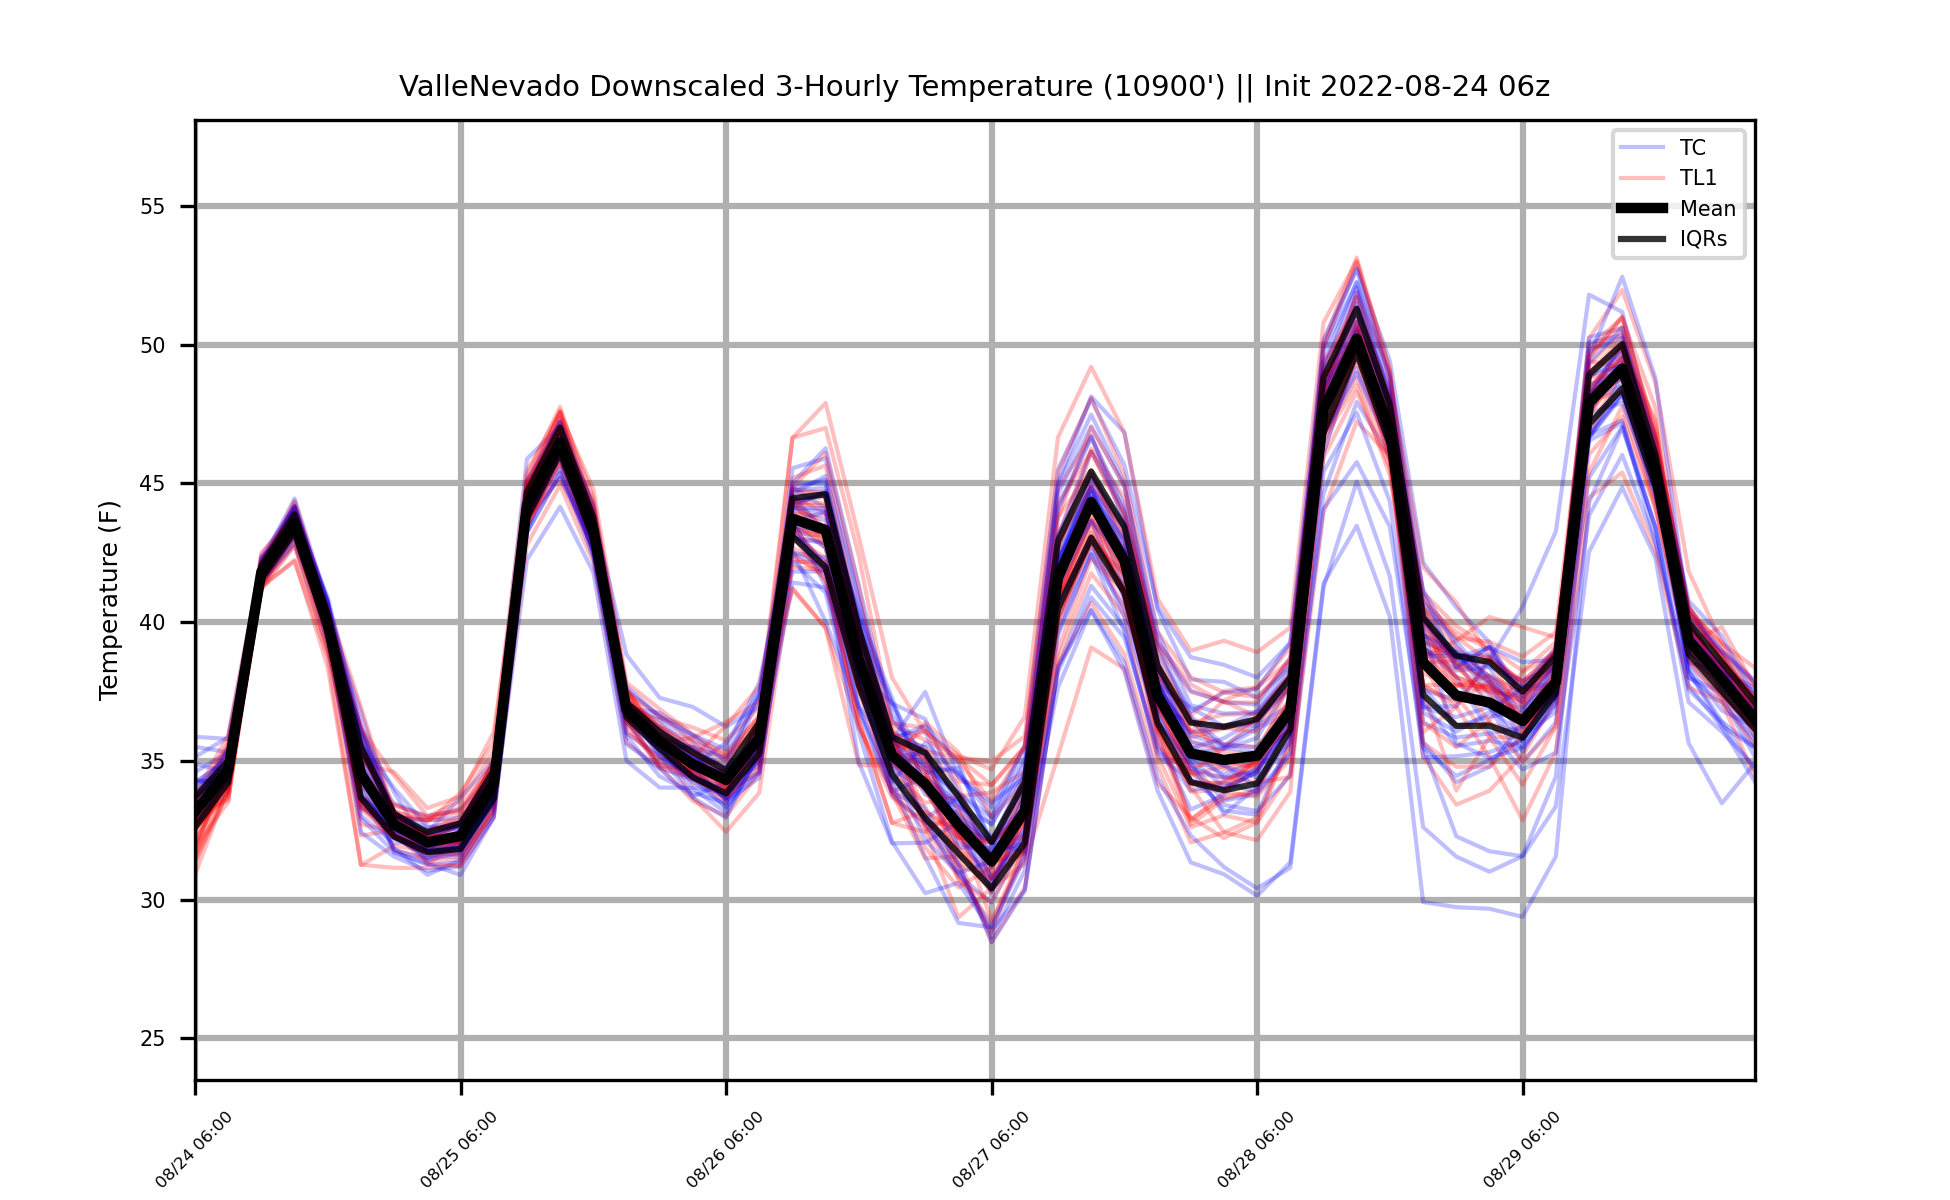 ValleNevado Downscaled 3-Hourly Temperature (10900') || Init 2022-08-24 06z
TC
TL1
Mean
IQRs
Temperature (F)
55
50
45
40
35
30
25
08/24 06:00
08/25 06:00
08/26 06:00
08/27 06:00
08/28 06:00
08/29 06:00